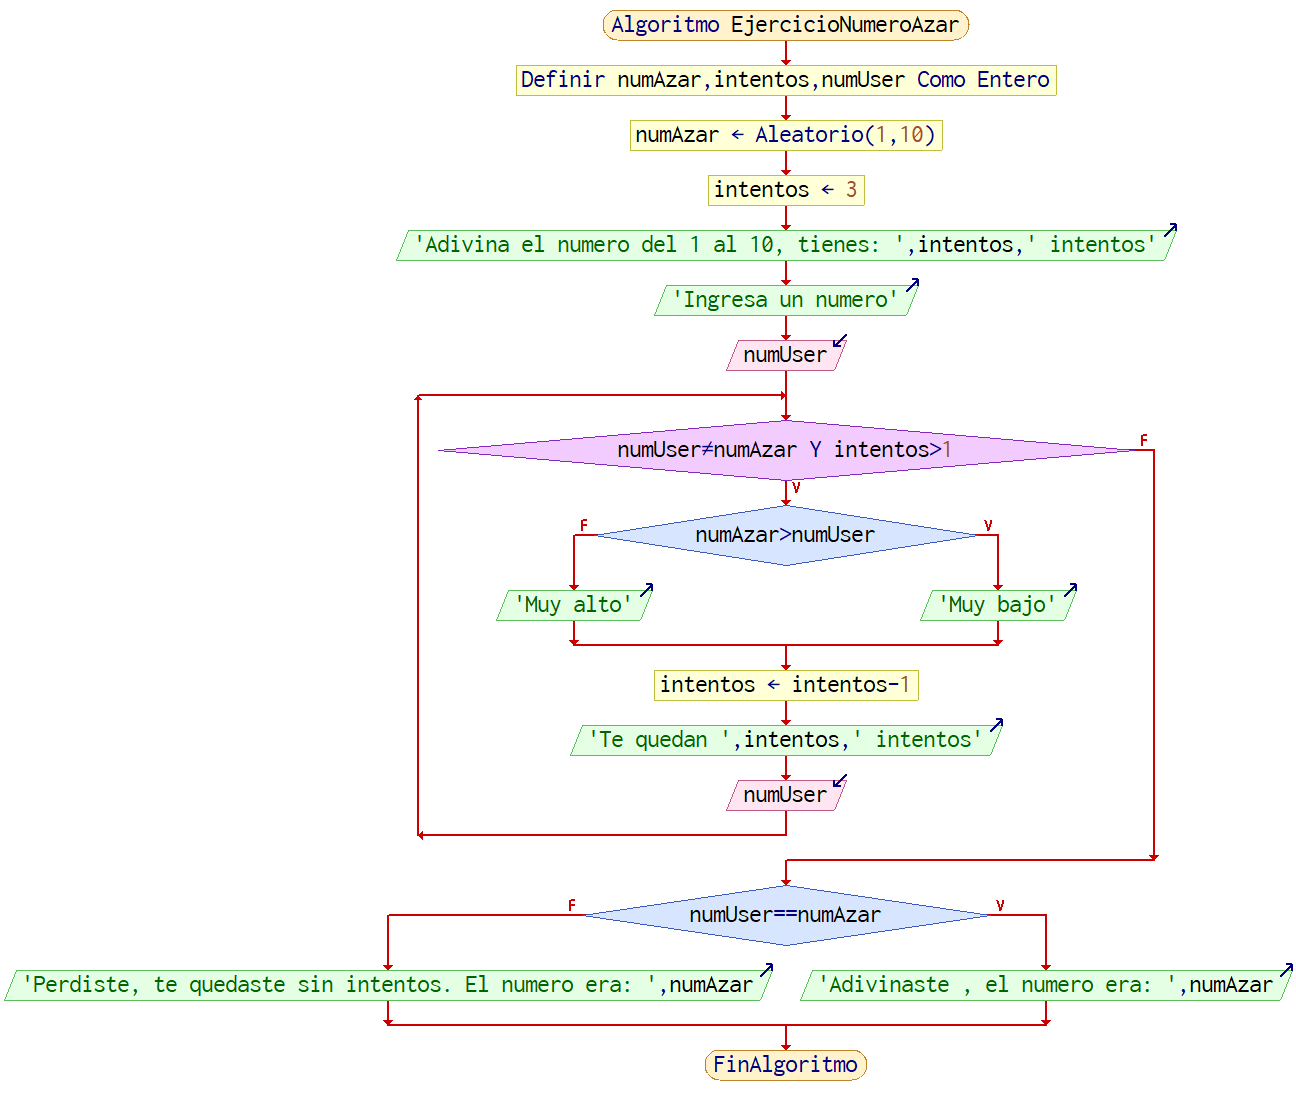 Algoritmo EjercicioNumeroAzar
Definir numAzar,intentos,numUser Como Entero
numAzar ← Aleatorio(1,10)
intentos ← 3
'Adivina el numero del 1 al 10, tienes: ',intentos,' intentos'
'Ingresa un numero'
numUser
numUser≠numAzar Y intentos>1
F
V
numAzar>numUser
F
V
'Muy alto'
'Muy bajo'
intentos ← intentos-1
'Te quedan ',intentos,' intentos'
numUser
numUser==numAzar
F
V
'Perdiste, te quedaste sin intentos. El numero era: ',numAzar
'Adivinaste , el numero era: ',numAzar
FinAlgoritmo